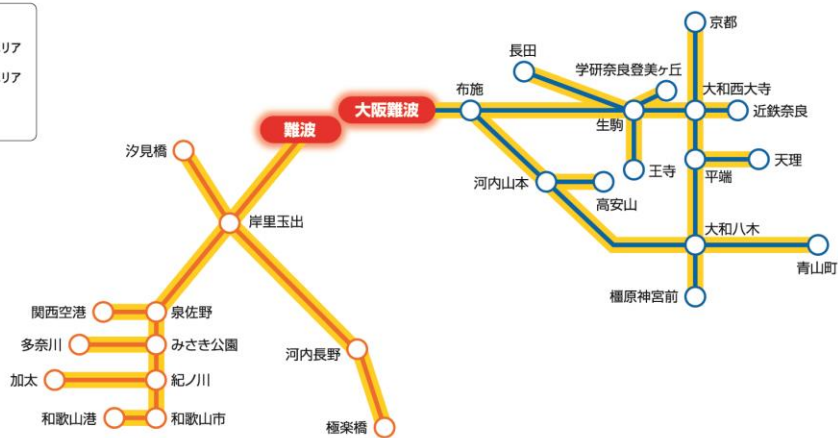 リア
リア
京都
長田
学研奈良登美ヶ丘
布施
大和西大寺
大阪難波
近鉄奈良
生駒
難波
汐見橋
王寺
天理
平端
河内山本
高安山
岸里玉出
大和八木
青山町
橿原神宮前
関西空港
泉佐野
多奈川
みさき公園
河内長野
加太
紀ノ川
和歌山港
和歌山市
極楽橋